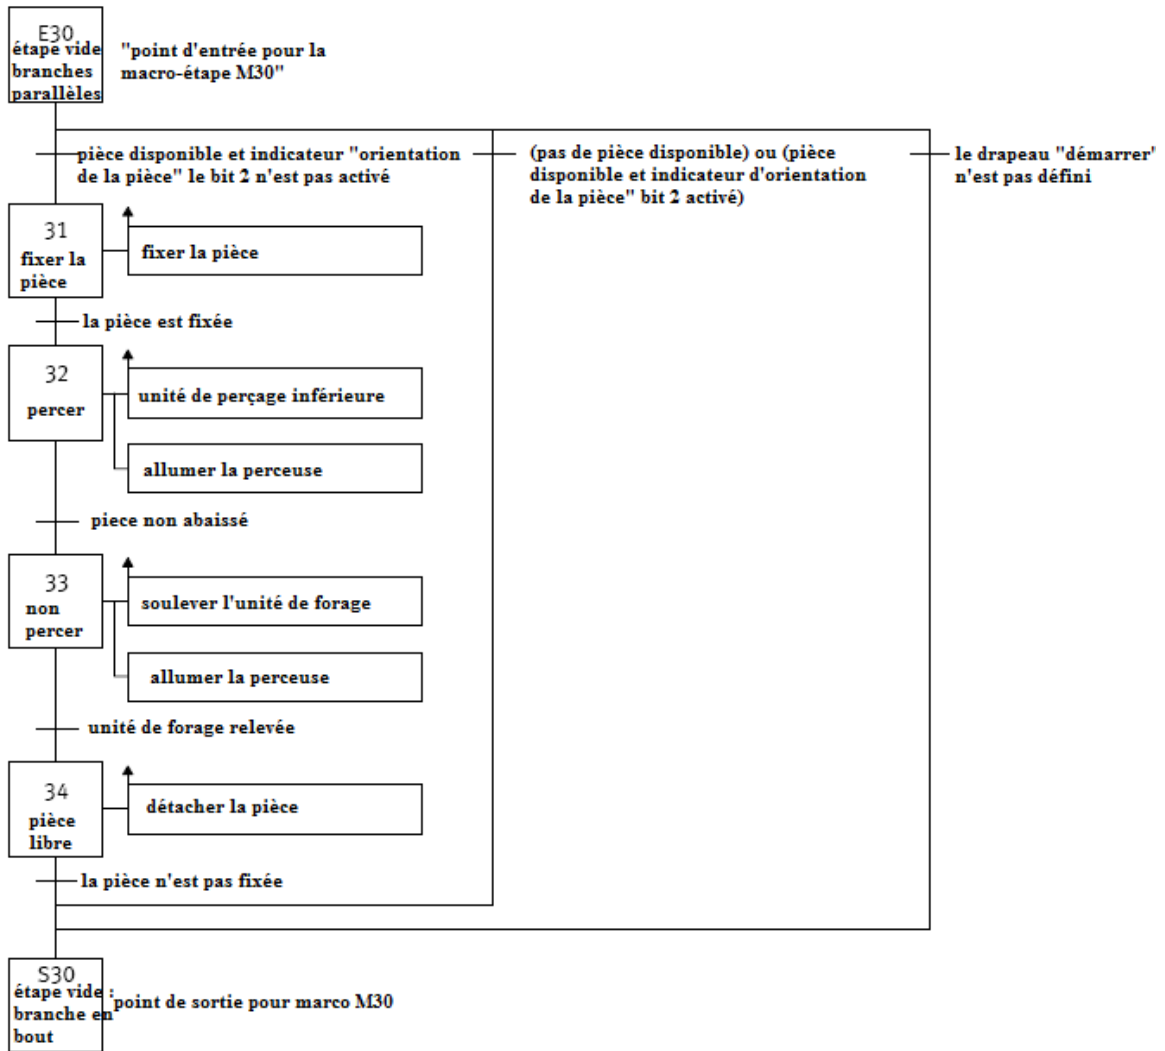 E30
étape vide
branches
parallèles
"point d'entrée pour la
macro-étape M30"
pièce disponible et indicateur "orientation
de la pièce" le bit 2 n'est pas activé
(pas de pièce disponible) ou (pièce
disponible et indicateur d'orientation
de la pièce" bit 2 activé)
le drapeau "démarrer"
n'est pas défini
31
fixer la
pièce
fixer la pièce
la pièce est fixée
32
percer
unité de perçage inférieure
allumer la perceuse
piece non abaissé
33
non
percer
soulever l'unité de forage
allumer la perceuse
unité de forage relevée
34
pièce
libre
détacher la pièce
la pièce n'est pas fixée
S30
étape vide :
branche en
bout
point de sortie pour marco M30